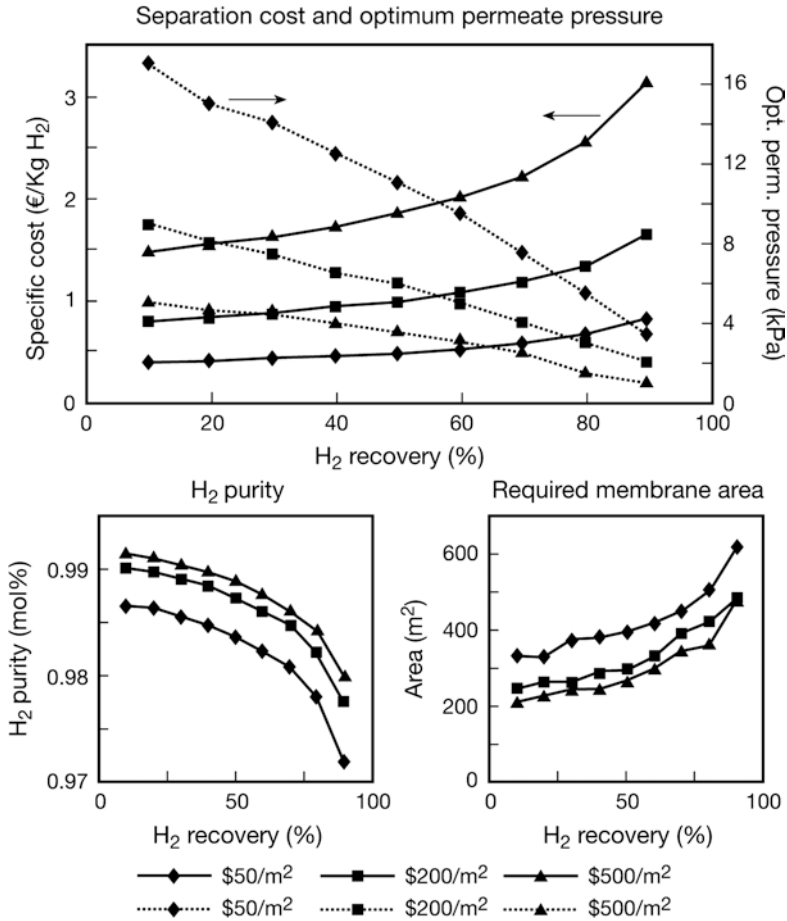 Separation cost and optimum permeate pressure
Specific cost (€/Kg H₂)
3
2
1
0
16
12
8
4
0
Opt. perm. pressure (kPa)
0
20
40
60
80
100
H₂ recovery (%)
H₂ purity
H₂ purity (mol%)
0.99
0.98
0.97
0
50
100
H₂ recovery (%)
Required membrane area
Area (m²)
600
400
200
0
0
50
100
H₂ recovery (%)
$50/m² $200/m² $500/m²
$50/m² $200/m² $500/m²